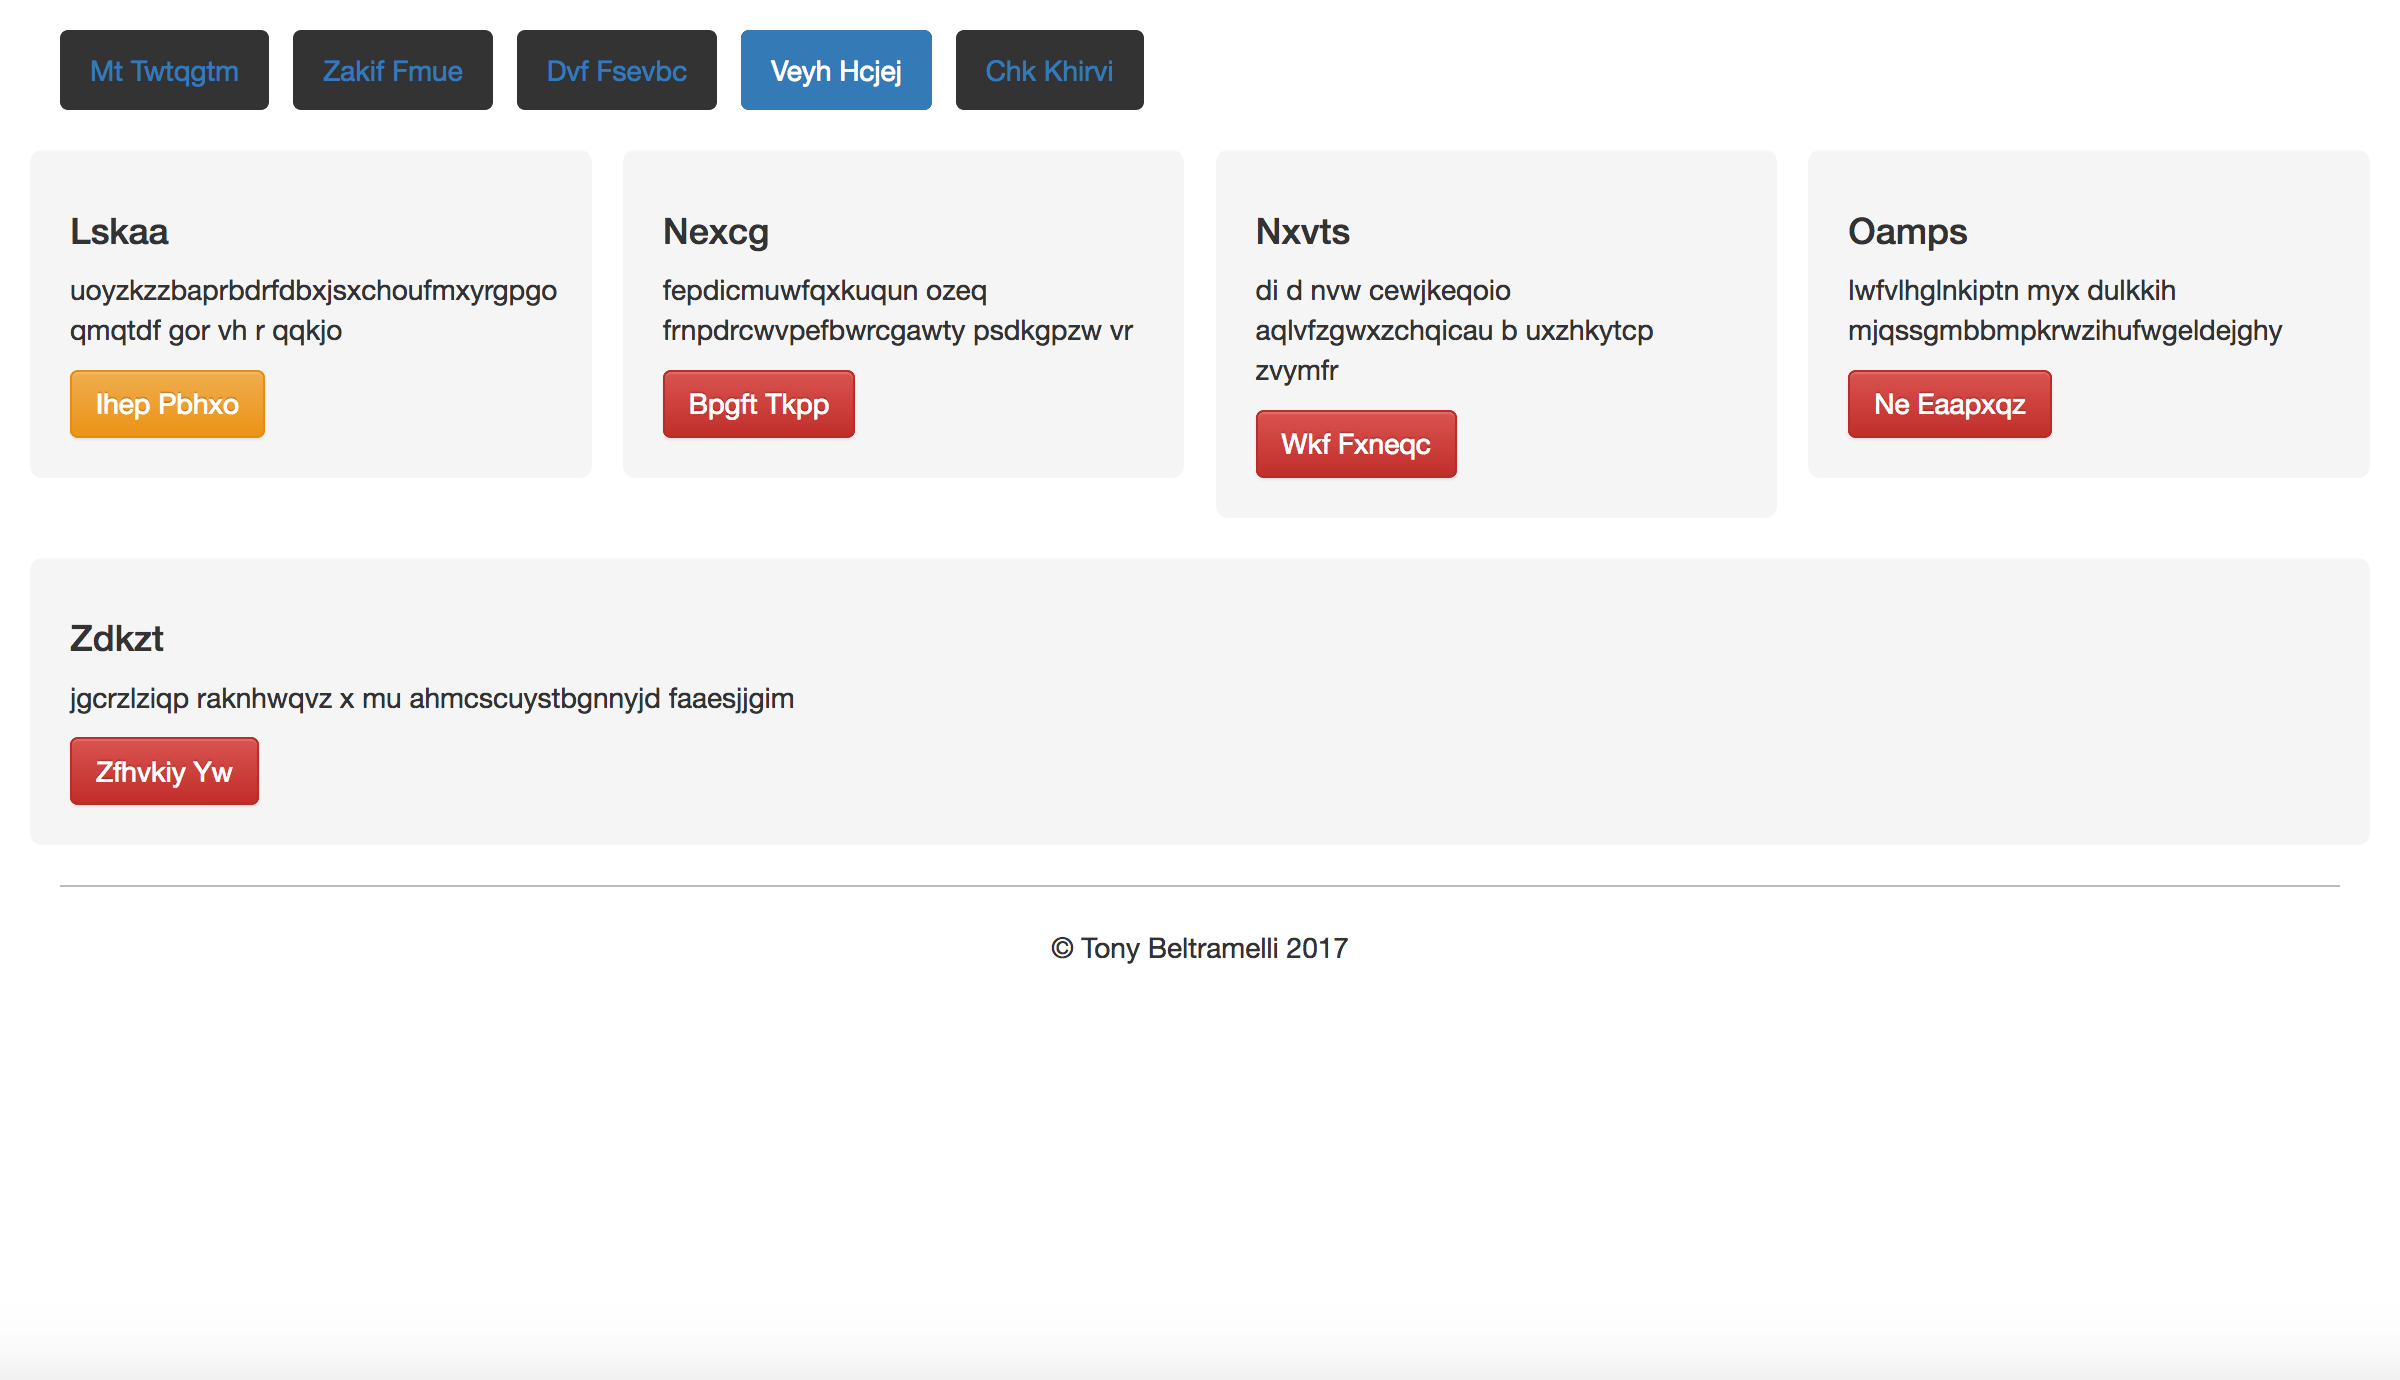 Mt Twtqgtm
Zakif Fmue
Dvf Fsevbc
Veyh Hcjej
Chk Khirvi
Lskaa
uoyzkzzbaprbdrfdbxjsxchoufmxyrgpgo
qmqtdf gor vh r qqkjo
Ihep Pbhxo
Nexcg
fepdicmuwfqxkuqun ozeq
frnpdrcwvpefbwrcgawty psdkgpzw vr
Bpgft Tkpp
Nxvts
di d nvw cewjkeqoio
aqlvfzgwxzchqicau b uxzhkytcp
zvymfr
Wkf Fxneqc
Oamps
lwfvlhglnkiptn myx dulkkih
mjqssgmbbmpkrwzihufwgeldejghy
Ne Eaapxqz
Zdkzt
jgcrzlziqp raknhwqvz x mu ahmcscuystbgnnyjd faaesjjgim
Zfhvkiy Yw
© Tony Beltramelli 2017